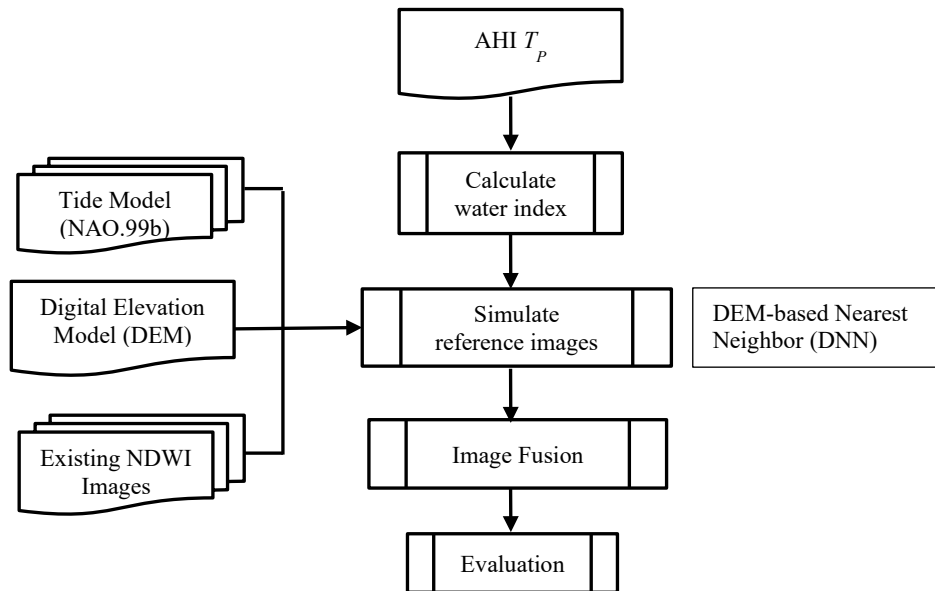 AHI T_P
Calculate
water index
Tide Model
(NAO.99b)
Digital Elevation
Model (DEM)
Simulate
reference images
DEM-based Nearest
Neighbor (DNN)
Existing NDWI
Images
Image Fusion
Evaluation